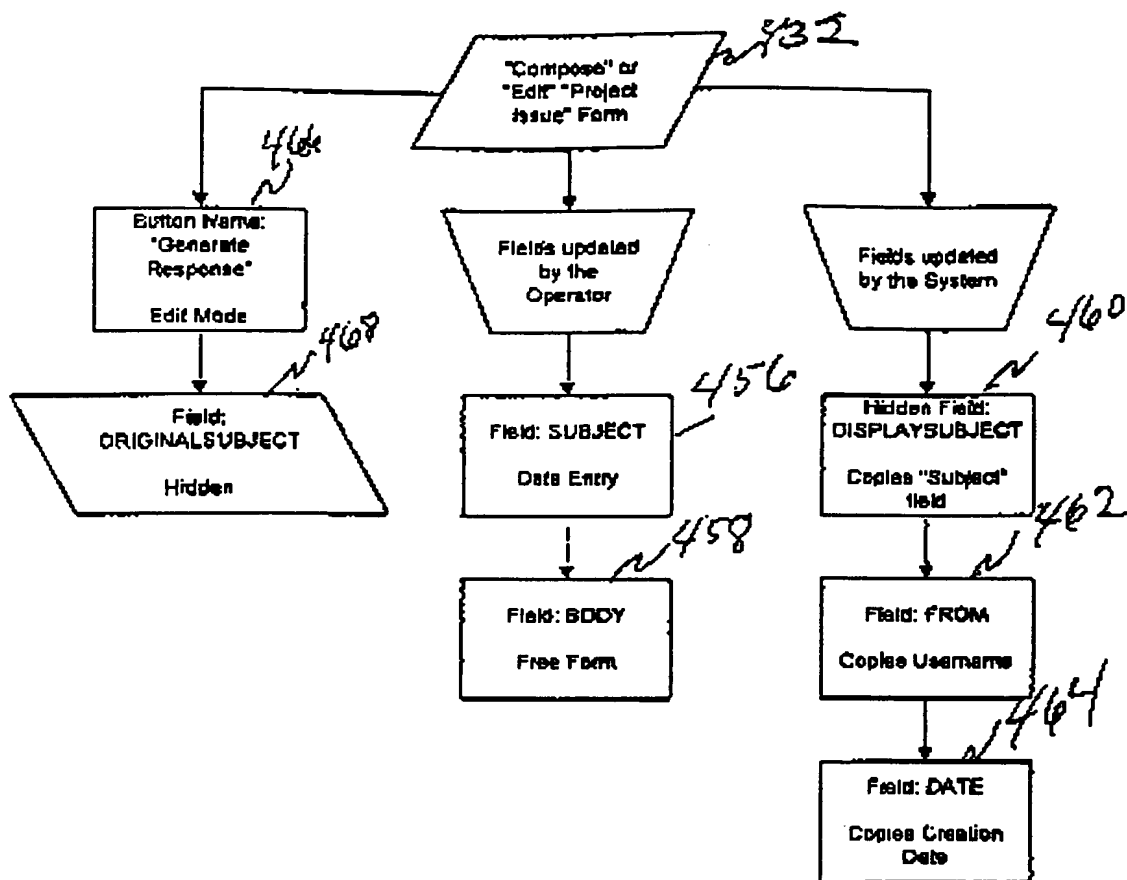 432
"Compose" or
"Edit" "Project
Issue" Form
466
Button Name:
"Generate
Response"
Edit Mode
Fields updated
by the
Operator
Fields updated
by the System
468
Field:
ORIGINALSUBJECT
Hidden
456
Field: SUBJECT
Data Entry
460
Hidden Field:
DISPLAYSUBJECT
Copies "Subject"
field
458
Field: BODY
Free Form
462
Field: FROM
Copies Username
464
Field: DATE
Copies Creation
Date